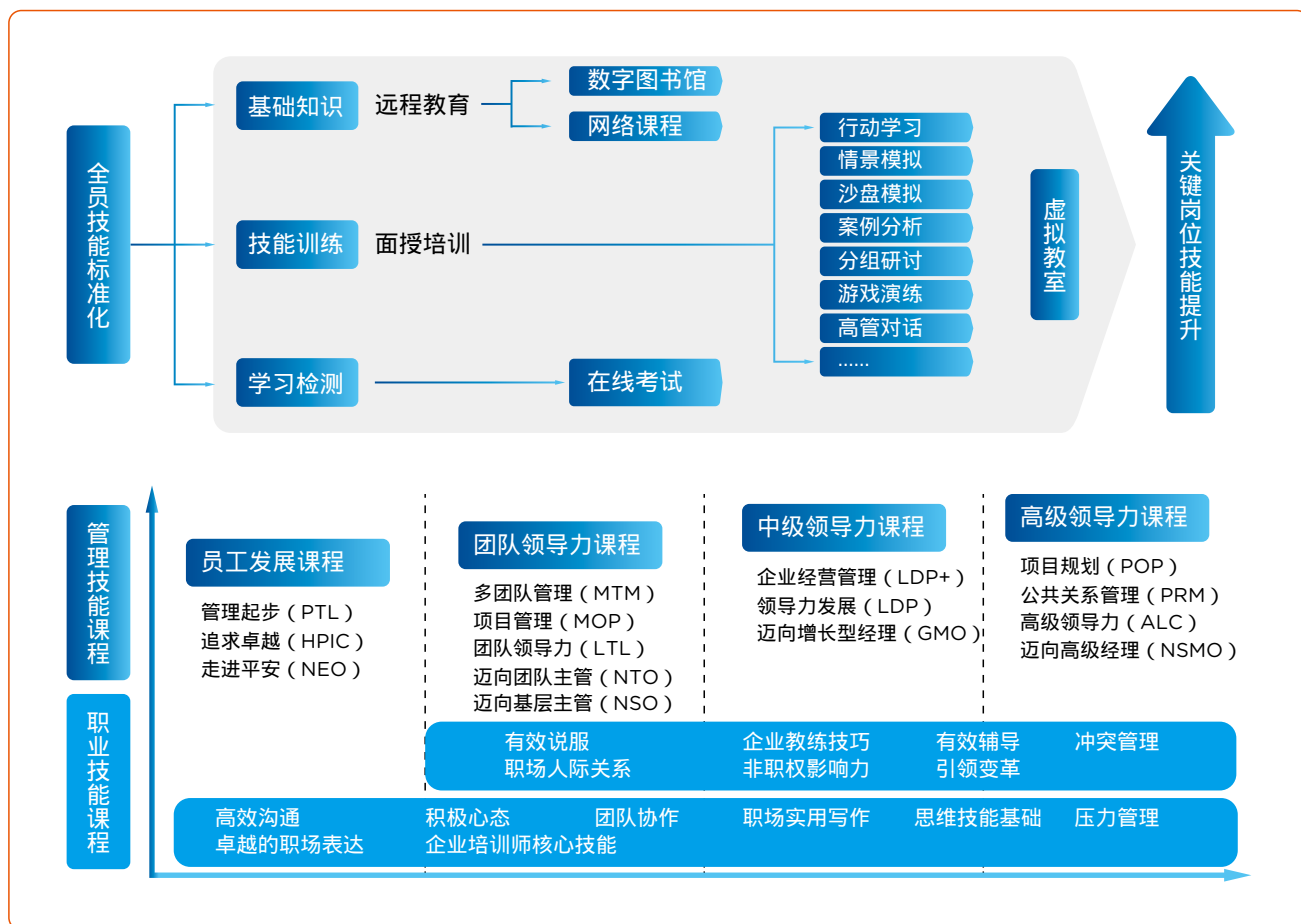 全员技能标准化
基础知识
远程教育
数字图书馆
网络课程
技能训练
面授培训
行动学习
情景模拟
沙盘模拟
案例分析
分组研讨
游戏演练
高管对话
......
学习检测
在线考试
虚拟教室
关键岗位技能提升
管理技能课程
员工发展课程
管理起步（PTL）
追求卓越（HPIC）
走进平安（NEO）
团队领导力课程
多团队管理（MTM）
项目管理（MOP）
团队领导力（LTL）
迈向团队主管（NTO）
迈向基层主管（NSO）
中级领导力课程
企业经营管理（LDP+）
领导力发展（LDP）
迈向增长型经理（GMO）
高级领导力课程
项目规划（POP）
公共关系管理（PRM）
高级领导力（ALC）
迈向高级经理（NSMO）
职业技能课程
有效说服 企业教练技巧 有效辅导 冲突管理
职场人际关系 非职权影响力 引领变革
高效沟通 积极心态 团队协作 职场实用写作 思维技能基础 压力管理
卓越的职场表达 企业培训师核心技能